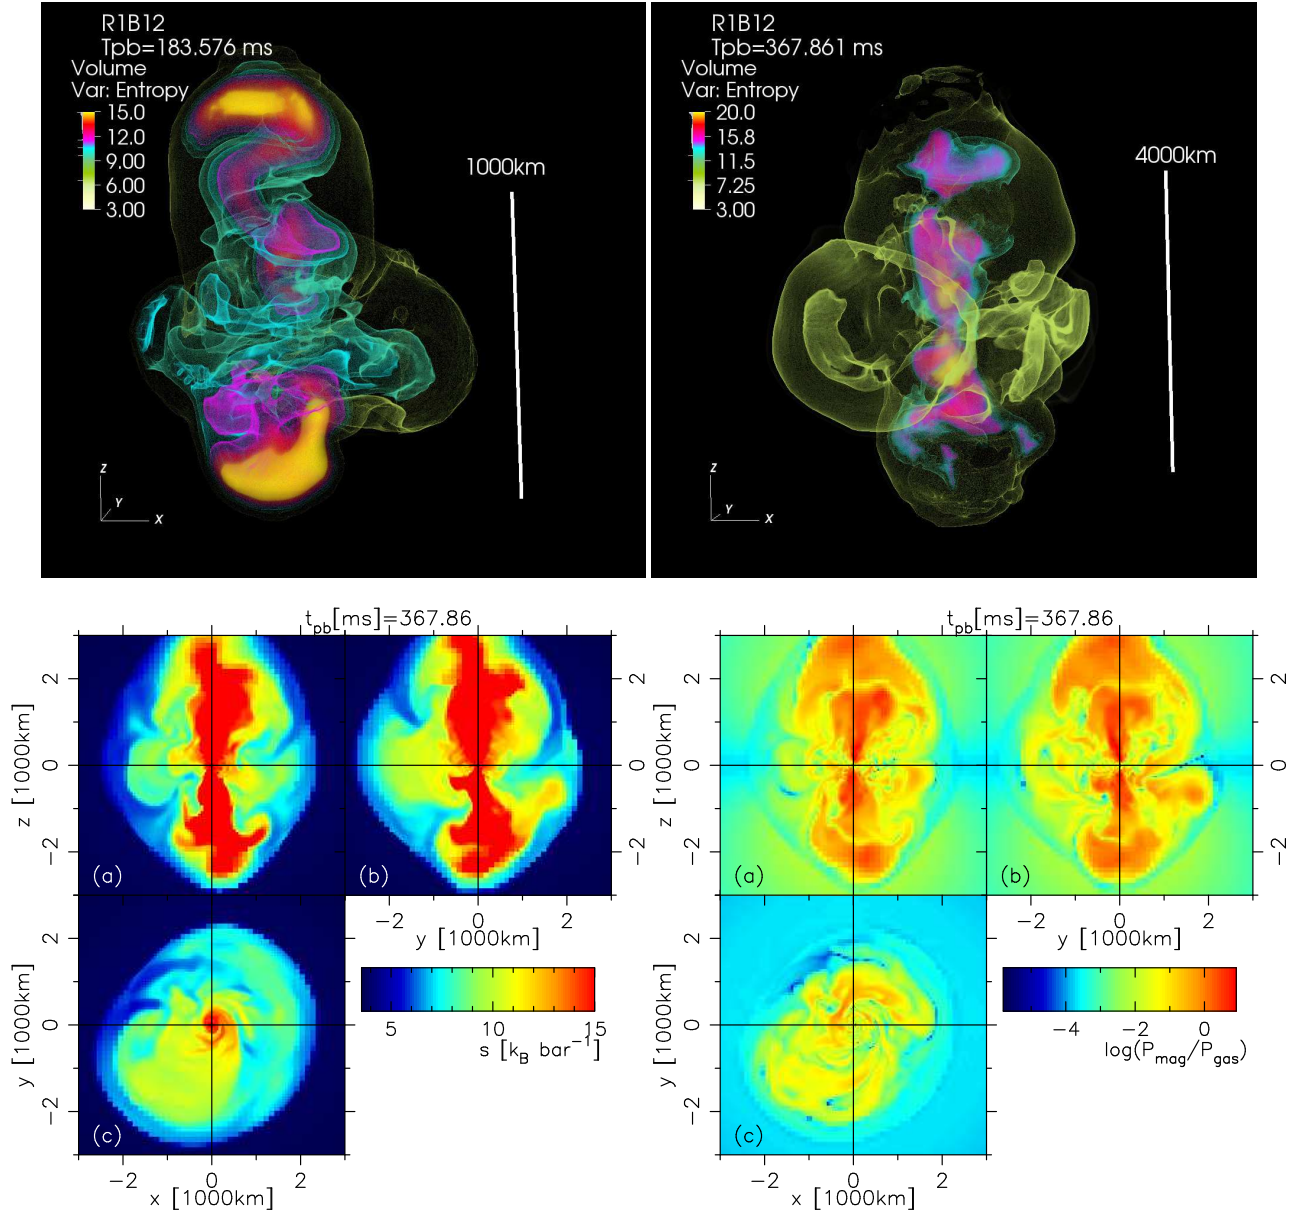 R1B12
Tpb=183.576 ms
Volume
Var: Entropy
15.0
12.0
9.00
6.00
3.00
1000km
Z
Y
X
R1B12
Tpb=367.861 ms
Volume
Var: Entropy
20.0
15.8
11.5
7.25
3.00
4000km
Z
Y
X
t_pb[ms]=367.86
z [1000km]
2
0
−2
(a)
(b)
2
0
−2
−2 0 2
y [1000km]
y [1000km]
2
0
−2
(c)
−2 0 2
x [1000km]
5 10 15
s [k_B bar^-1]
t_pb[ms]=367.86
z [1000km]
2
0
−2
(a)
(b)
2
0
−2
−2 0 2
y [1000km]
y [1000km]
2
0
−2
(c)
−2 0 2
x [1000km]
−4 −2 0
log(P_mag/P_gas)